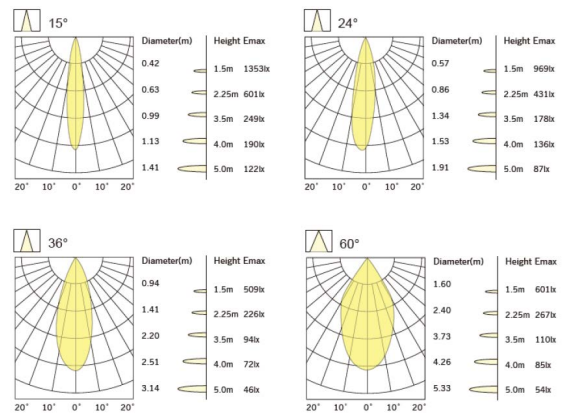 15°
Diameter(m) Height Emax
0.42 1.5m 1353lx
0.63 2.25m 601lx
0.99 3.5m 249lx
1.13 4.0m 190lx
1.41 5.0m 122lx
20° 10° 0° 10° 20°
24°
Diameter(m) Height Emax
0.57 1.5m 969lx
0.86 2.25m 431lx
1.34 3.5m 178lx
1.53 4.0m 136lx
1.91 5.0m 87lx
20° 10° 0° 10° 20°
36°
Diameter(m) Height Emax
0.94 1.5m 509lx
1.41 2.25m 226lx
2.20 3.5m 94lx
2.51 4.0m 72lx
3.14 5.0m 46lx
20° 10° 0° 10° 20°
60°
Diameter(m) Height Emax
1.60 1.5m 601lx
2.40 2.25m 267lx
3.73 3.5m 110lx
4.26 4.0m 85lx
5.33 5.0m 54lx
20° 10° 0° 10° 20°